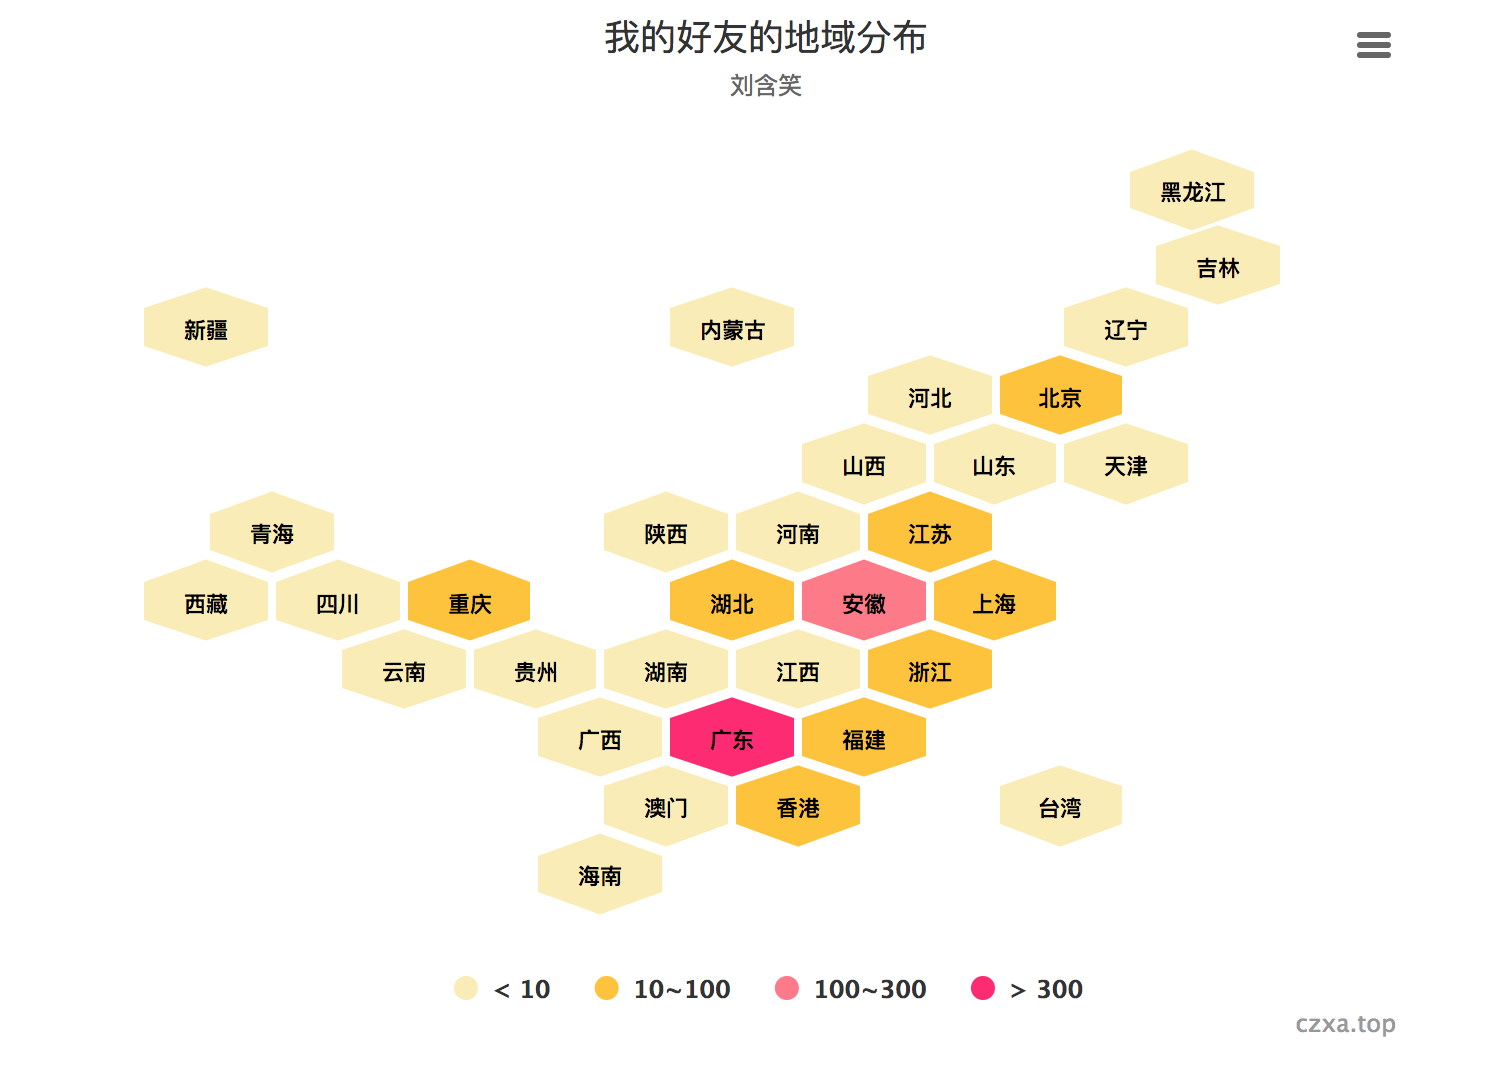 我的好友的地域分布
刘含笑
黑龙江
吉林
新疆
内蒙古
辽宁
河北
北京
山西
山东
天津
青海
陕西
河南
江苏
西藏
四川
重庆
湖北
安徽
上海
云南
贵州
湖南
江西
浙江
广西
广东
福建
澳门
香港
台湾
海南
< 10
10~100
100~300
> 300
czxa.top